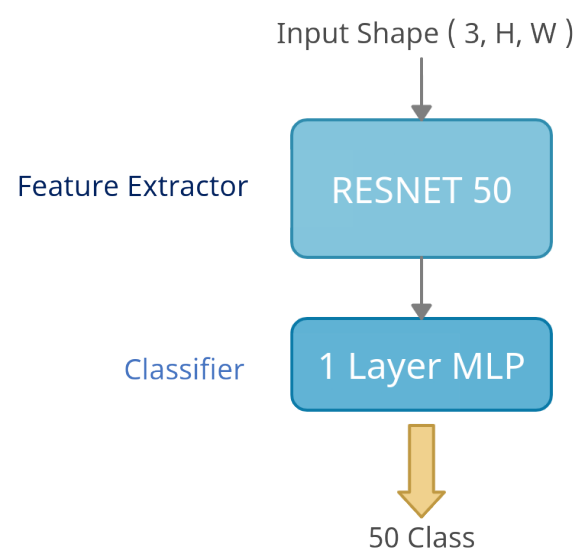 Input Shape ( 3, H, W )
Feature Extractor
RESNET 50
Classifier
1 Layer MLP
50 Class